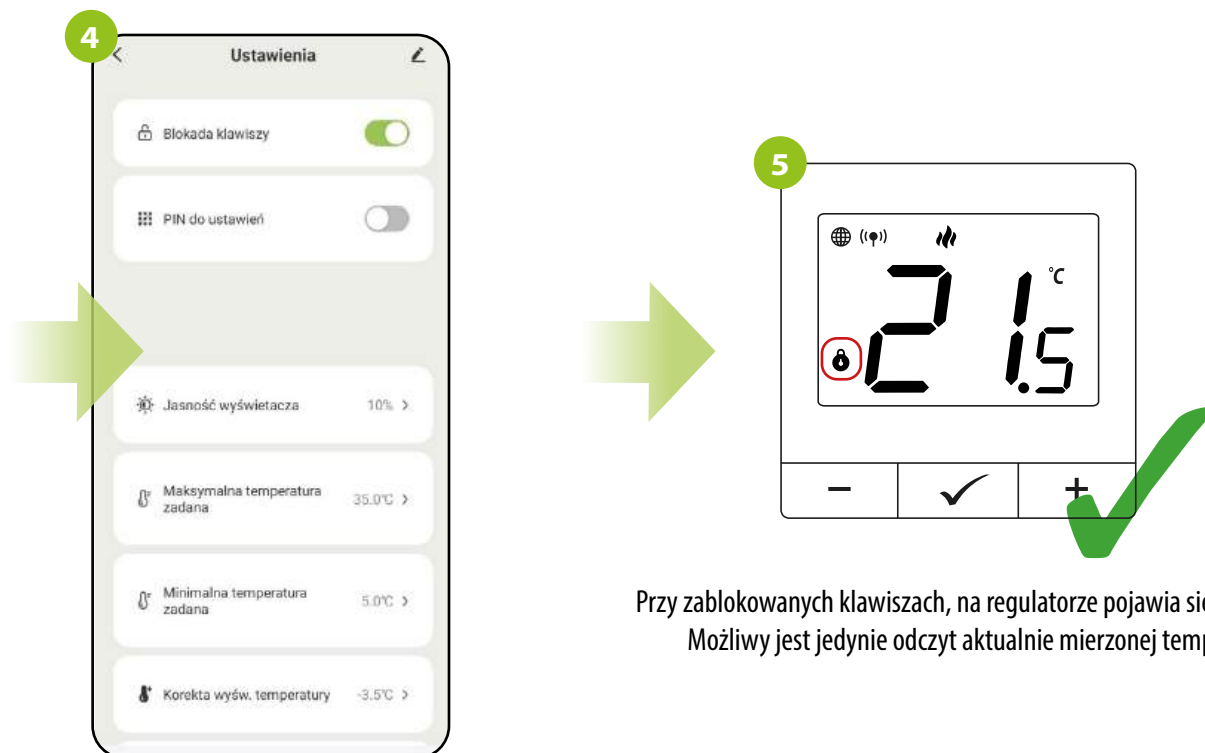 4
Ustawienia
Blokada klawiszy
PIN do ustawień
Jasność wyświetacza 10% >
Maksymalna temperatura
zadana 35.0°C >
Minimalna temperatura
zadana 5.0°C >
Korekta wyśw. temperatury -3.5°C >
5
21.5 °C
− +
Przy zablokowanych klawiszach, na regulatorze pojawia się
Możliwy jest jedynie odczyt aktualnie mierzonej